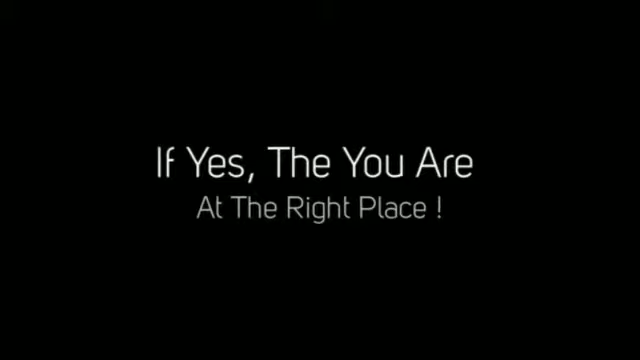 If Yes, The You Are
At The Right Place !